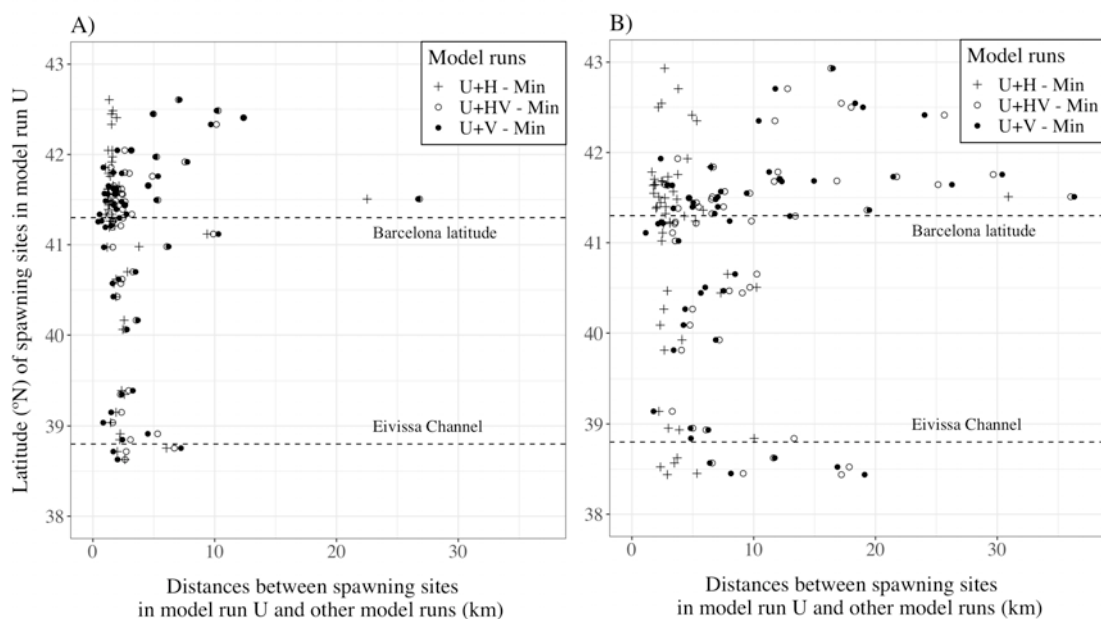 A)
Model runs
+ U+H - Min
○ U+HV - Min
● U+V - Min
Barcelona latitude
Eivissa Channel
43
42
41
40
39
38
0 10 20 30
Latitude (ºN) of spawning sites in model run U
Distances between spawning sites
in model run U and other model runs (km)
B)
Model runs
+ U+H - Min
○ U+HV - Min
● U+V - Min
Barcelona latitude
Eivissa Channel
43
42
41
40
39
38
0 10 20 30
Distances between spawning sites
in model run U and other model runs (km)